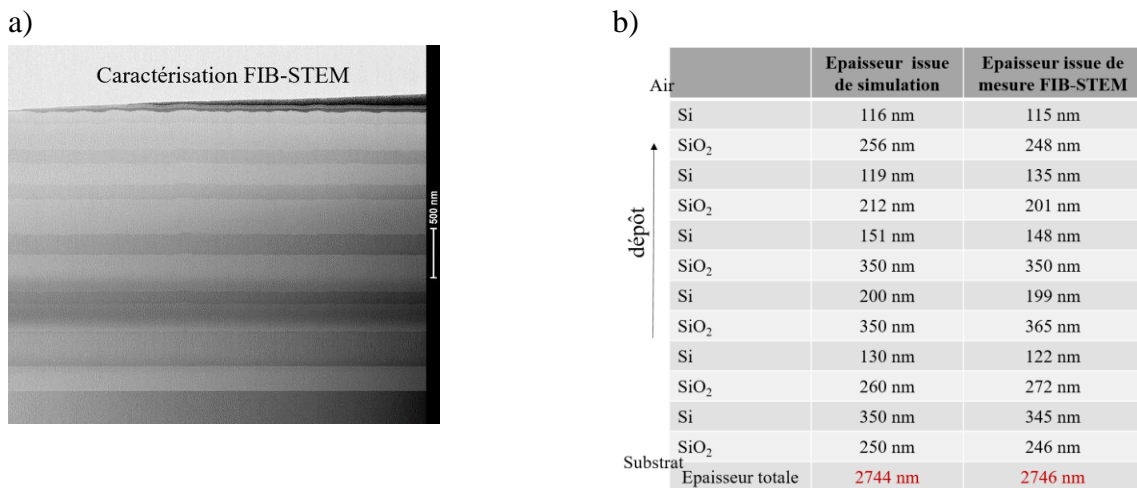 a)
Caractérisation FIB-STEM
500 nm
b)
Epaisseur issue de simulation
Epaisseur issue de mesure FIB-STEM
Air
Si 116 nm 115 nm
SiO₂ 256 nm 248 nm
Si 119 nm 135 nm
SiO₂ 212 nm 201 nm
Si 151 nm 148 nm
SiO₂ 350 nm 350 nm
Si 200 nm 199 nm
SiO₂ 350 nm 365 nm
Si 130 nm 122 nm
SiO₂ 260 nm 272 nm
Si 350 nm 345 nm
SiO₂ 250 nm 246 nm
dépôt
Substrat
Epaisseur totale 2744 nm 2746 nm